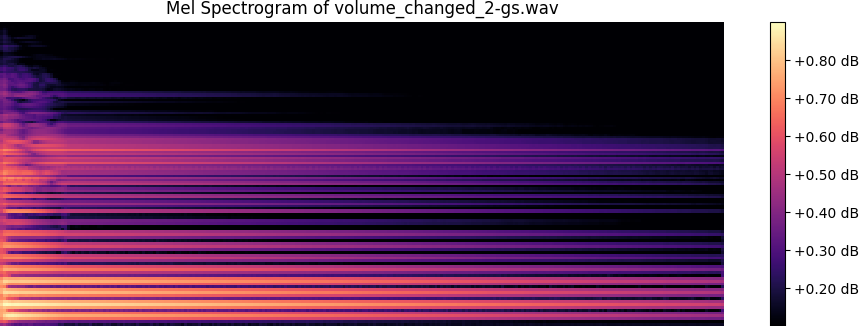 Mel Spectrogram of volume_changed_2-gs.wav
+0.80 dB
+0.70 dB
+0.60 dB
+0.50 dB
+0.40 dB
+0.30 dB
+0.20 dB